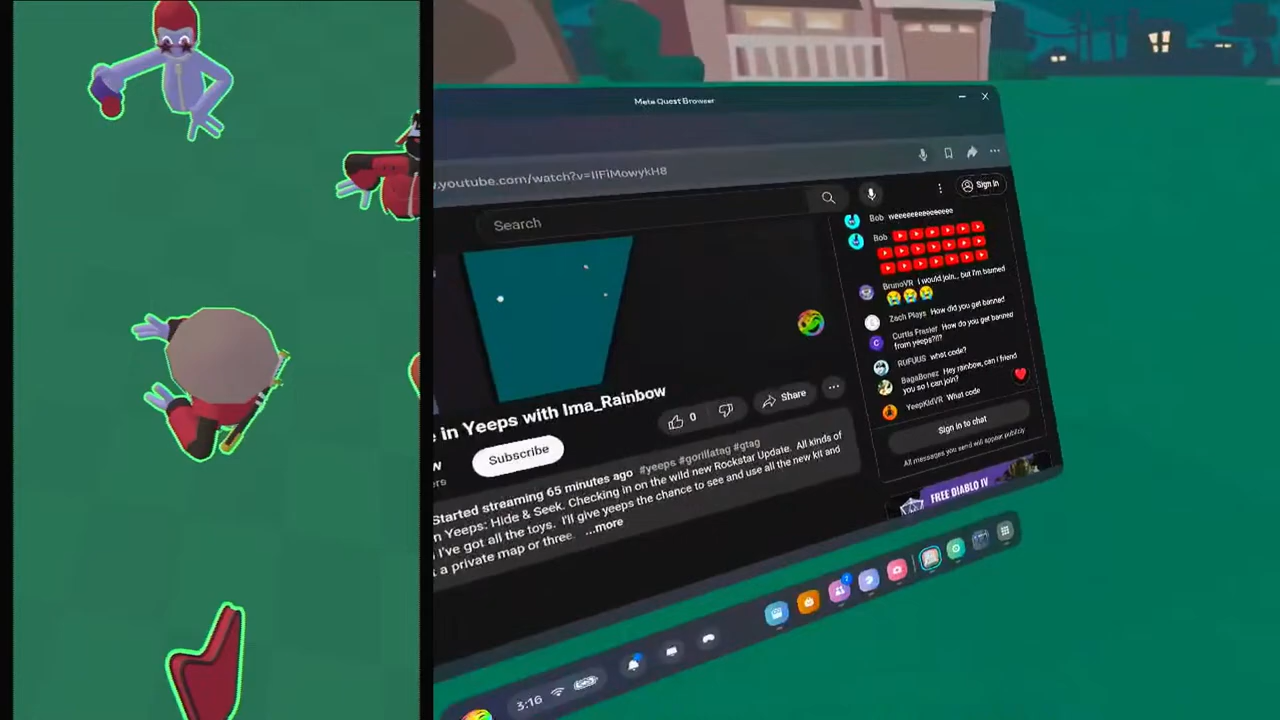 Meta Quest Browser
w.youtube.com/watch?v=IIFiMowykH8
Search
Sign in
Bob weeeeeeeeeeeeeee
Bob
BrunoVR I would join... but I'm banned
Zach Plays How did you get banned
Curtis Frasier How do you get banned
from yeeps?!?
RUFUUS what code?
BagaBonez Hey rainbow, can I friend
you so I can join?
YeepKidVR What code
Sign in to chat
All messages you send will appear publicly
FREE DIABLO IV
e in Yeeps with Ima_Rainbow
0
Share
w
ers
Subscribe
Started streaming 65 minutes ago #yeeps #gorillatag #gtag
n Yeeps: Hide & Seek. Checking in on the wild new Rockstar Update. All kinds of
I've got all the toys. I'll give yeeps the chance to see and use all the new kit and
a private map or three. ...more
3:16